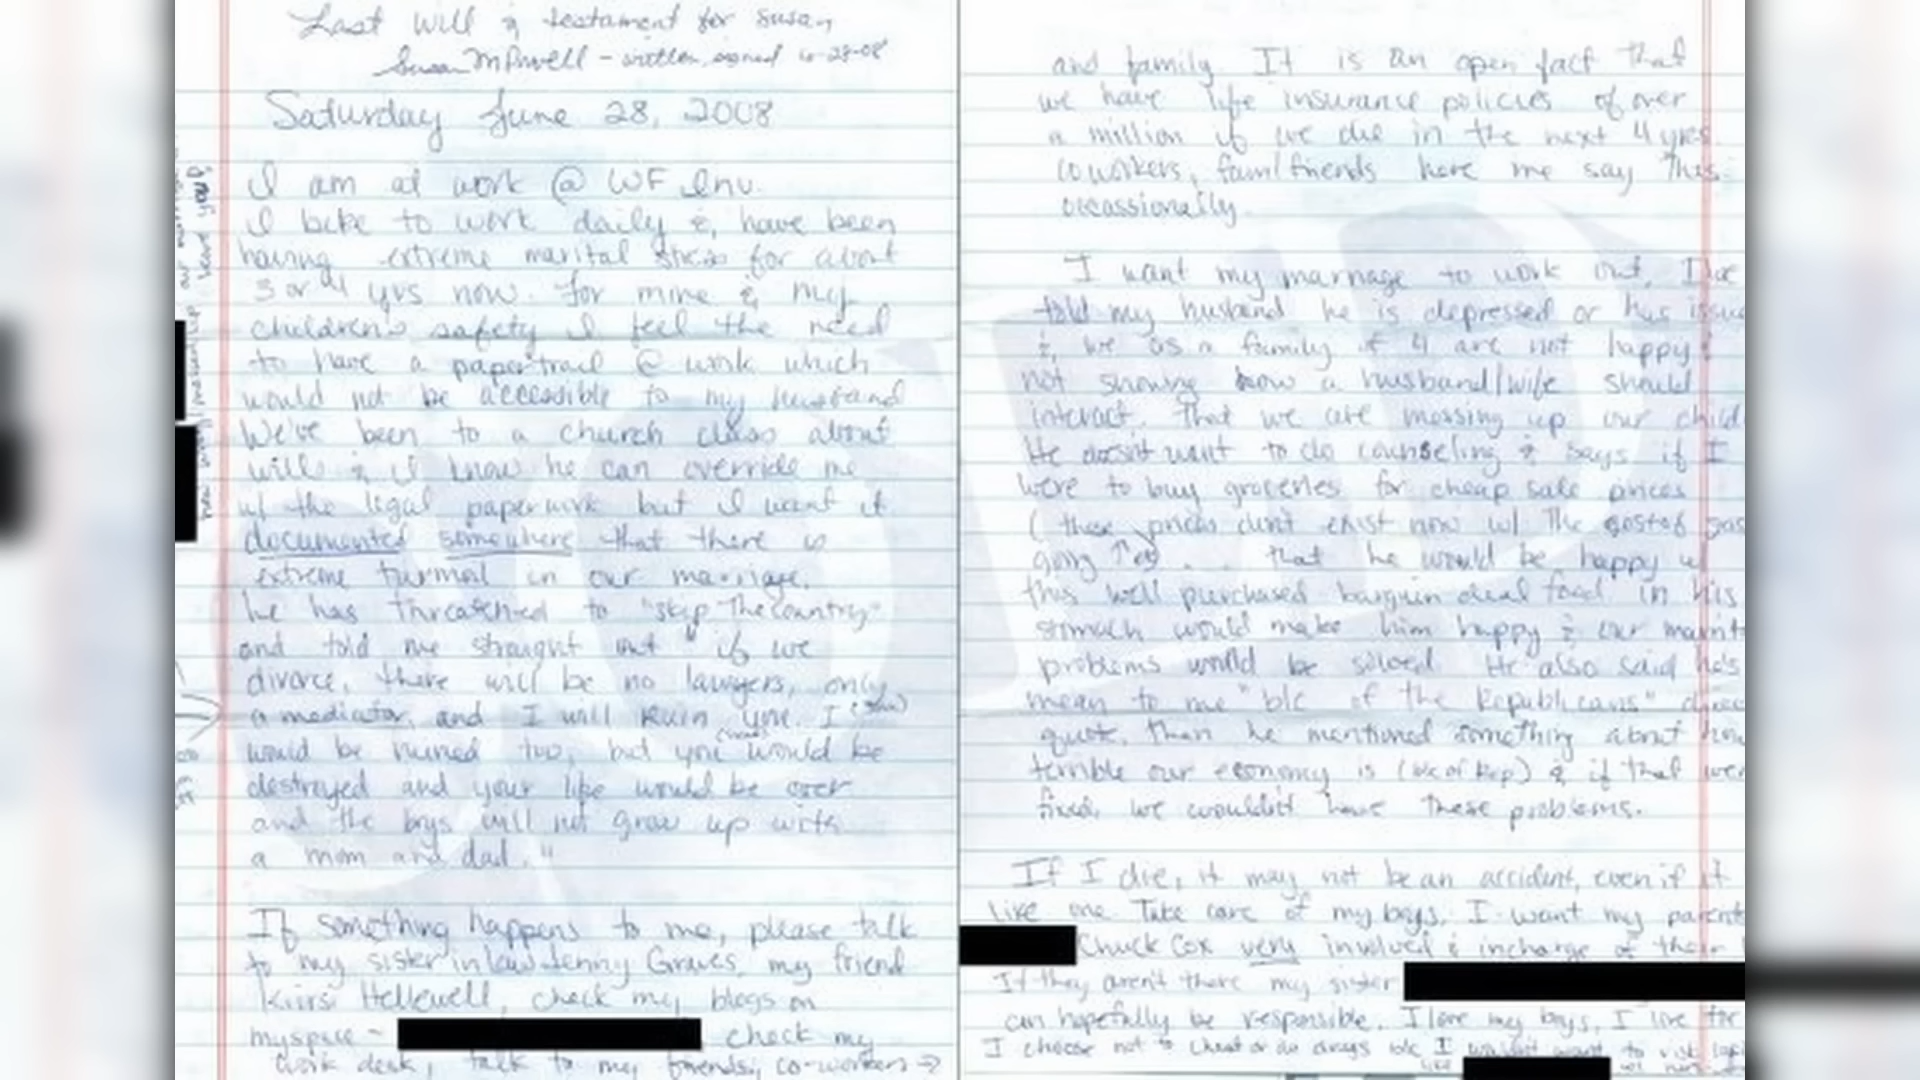 Last Will & testament for Susan
Susan M Powell - written, signed 6-28-08
Saturday June 28, 2008
I am at work @ WF Inv.
I bike to work daily & have been
having extreme marital stress for about
3 or 4 yrs now. For mine & my
children's safety I feel the need
to have a papertrail @ work which
would not be accessible to my husband
We've been to a church class about
wills & I know he can override me
w/ the legal paperwork but I want it
documented somewhere that there is
extreme turmoil in our marriage.
he has threatened to "skip the country"
and told me straight out "if we
divorce, there will be no lawyers, only
a mediator, and I will ruin you. I
would be ruined too, but you would be
destroyed and your life would be over
and the boys will not grow up with
a mom and dad."
If something happens to me, please talk
to my sister in law Jenny Graves, my friend
Kiirsi Hellewell, check my blogs on
myspace - check my
work desk, talk to my friends, co-workers →
and family. It is an open fact that
we have life insurance policies of over
a million if we die in the next 4 yrs.
coworkers, fam/friends here me say this
occassionally.
I want my marriage to work out. I've
told my husband he is depressed or has issue
&, we as a family of 4 are not happy &
not showing how a husband/wife should
interact. That we are messing up our child
He doesn't want to do counseling & says if I
were to buy groceries for cheap sale prices
(these prices don't exist now w/ the cost of gas
going ↑ . . . that he would be happy w/
this well purchased bargain deal food in his
stomach would make him happy & our
problems would be solved. He also said he's
mean to me "b/c of the Republicans" direc
quote. Then he mentioned something about how
terrible our economy is (b/c of Rep) & if that wer
fixed, we wouldn't have these problems.
If I die, it may not be an accident, even if it
like one. Take care of my boys. I want my parent
Chuck Cox very involved & incharge of them
If they aren't there my sister
can hopefully be responsible. I love my boys, I live for
I choose not to cheat or do drugs b/c I wouldn't want to risk